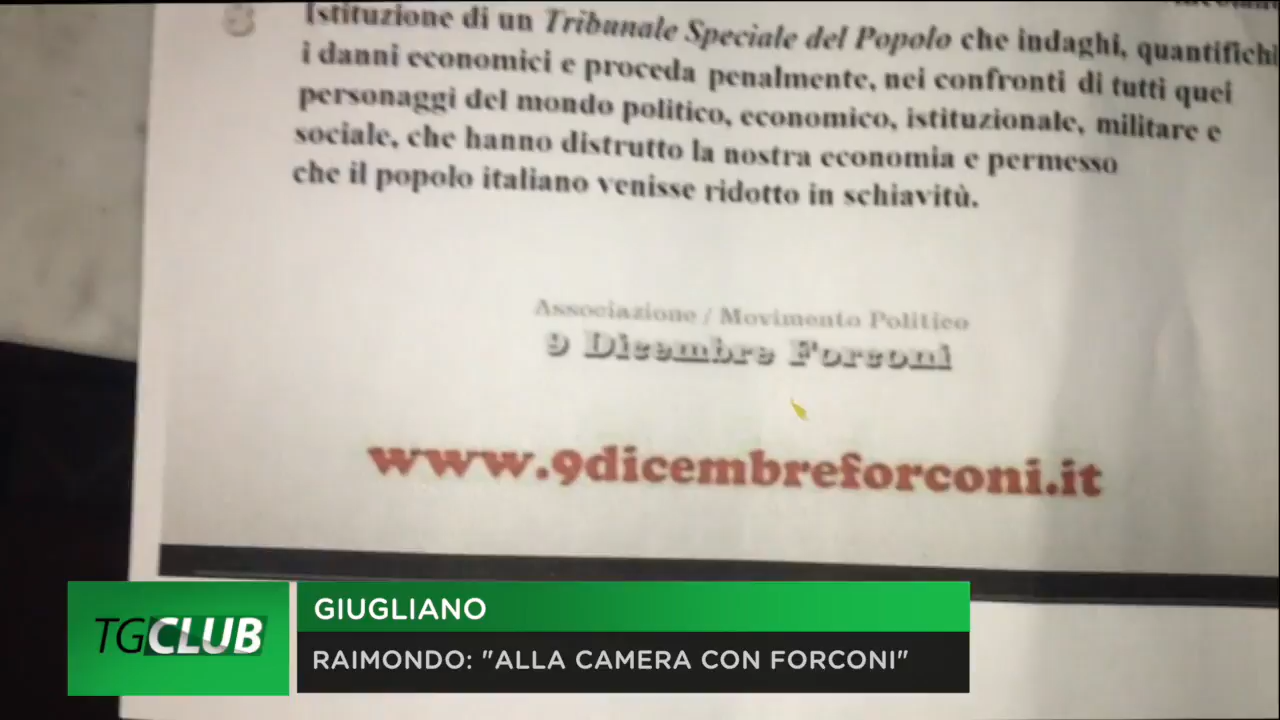 8 Istituzione di un Tribunale Speciale del Popolo che indaghi, quantifichi
i danni economici e proceda penalmente, nei confronti di tutti quei
personaggi del mondo politico, economico, istituzionale, militare e
sociale, che hanno distrutto la nostra economia e permesso
che il popolo italiano venisse ridotto in schiavitù.
Associazione / Movimento Politico
9 Dicembre Forconi
www.9dicembreforconi.it
TGCLUB
GIUGLIANO
RAIMONDO: "ALLA CAMERA CON FORCONI"